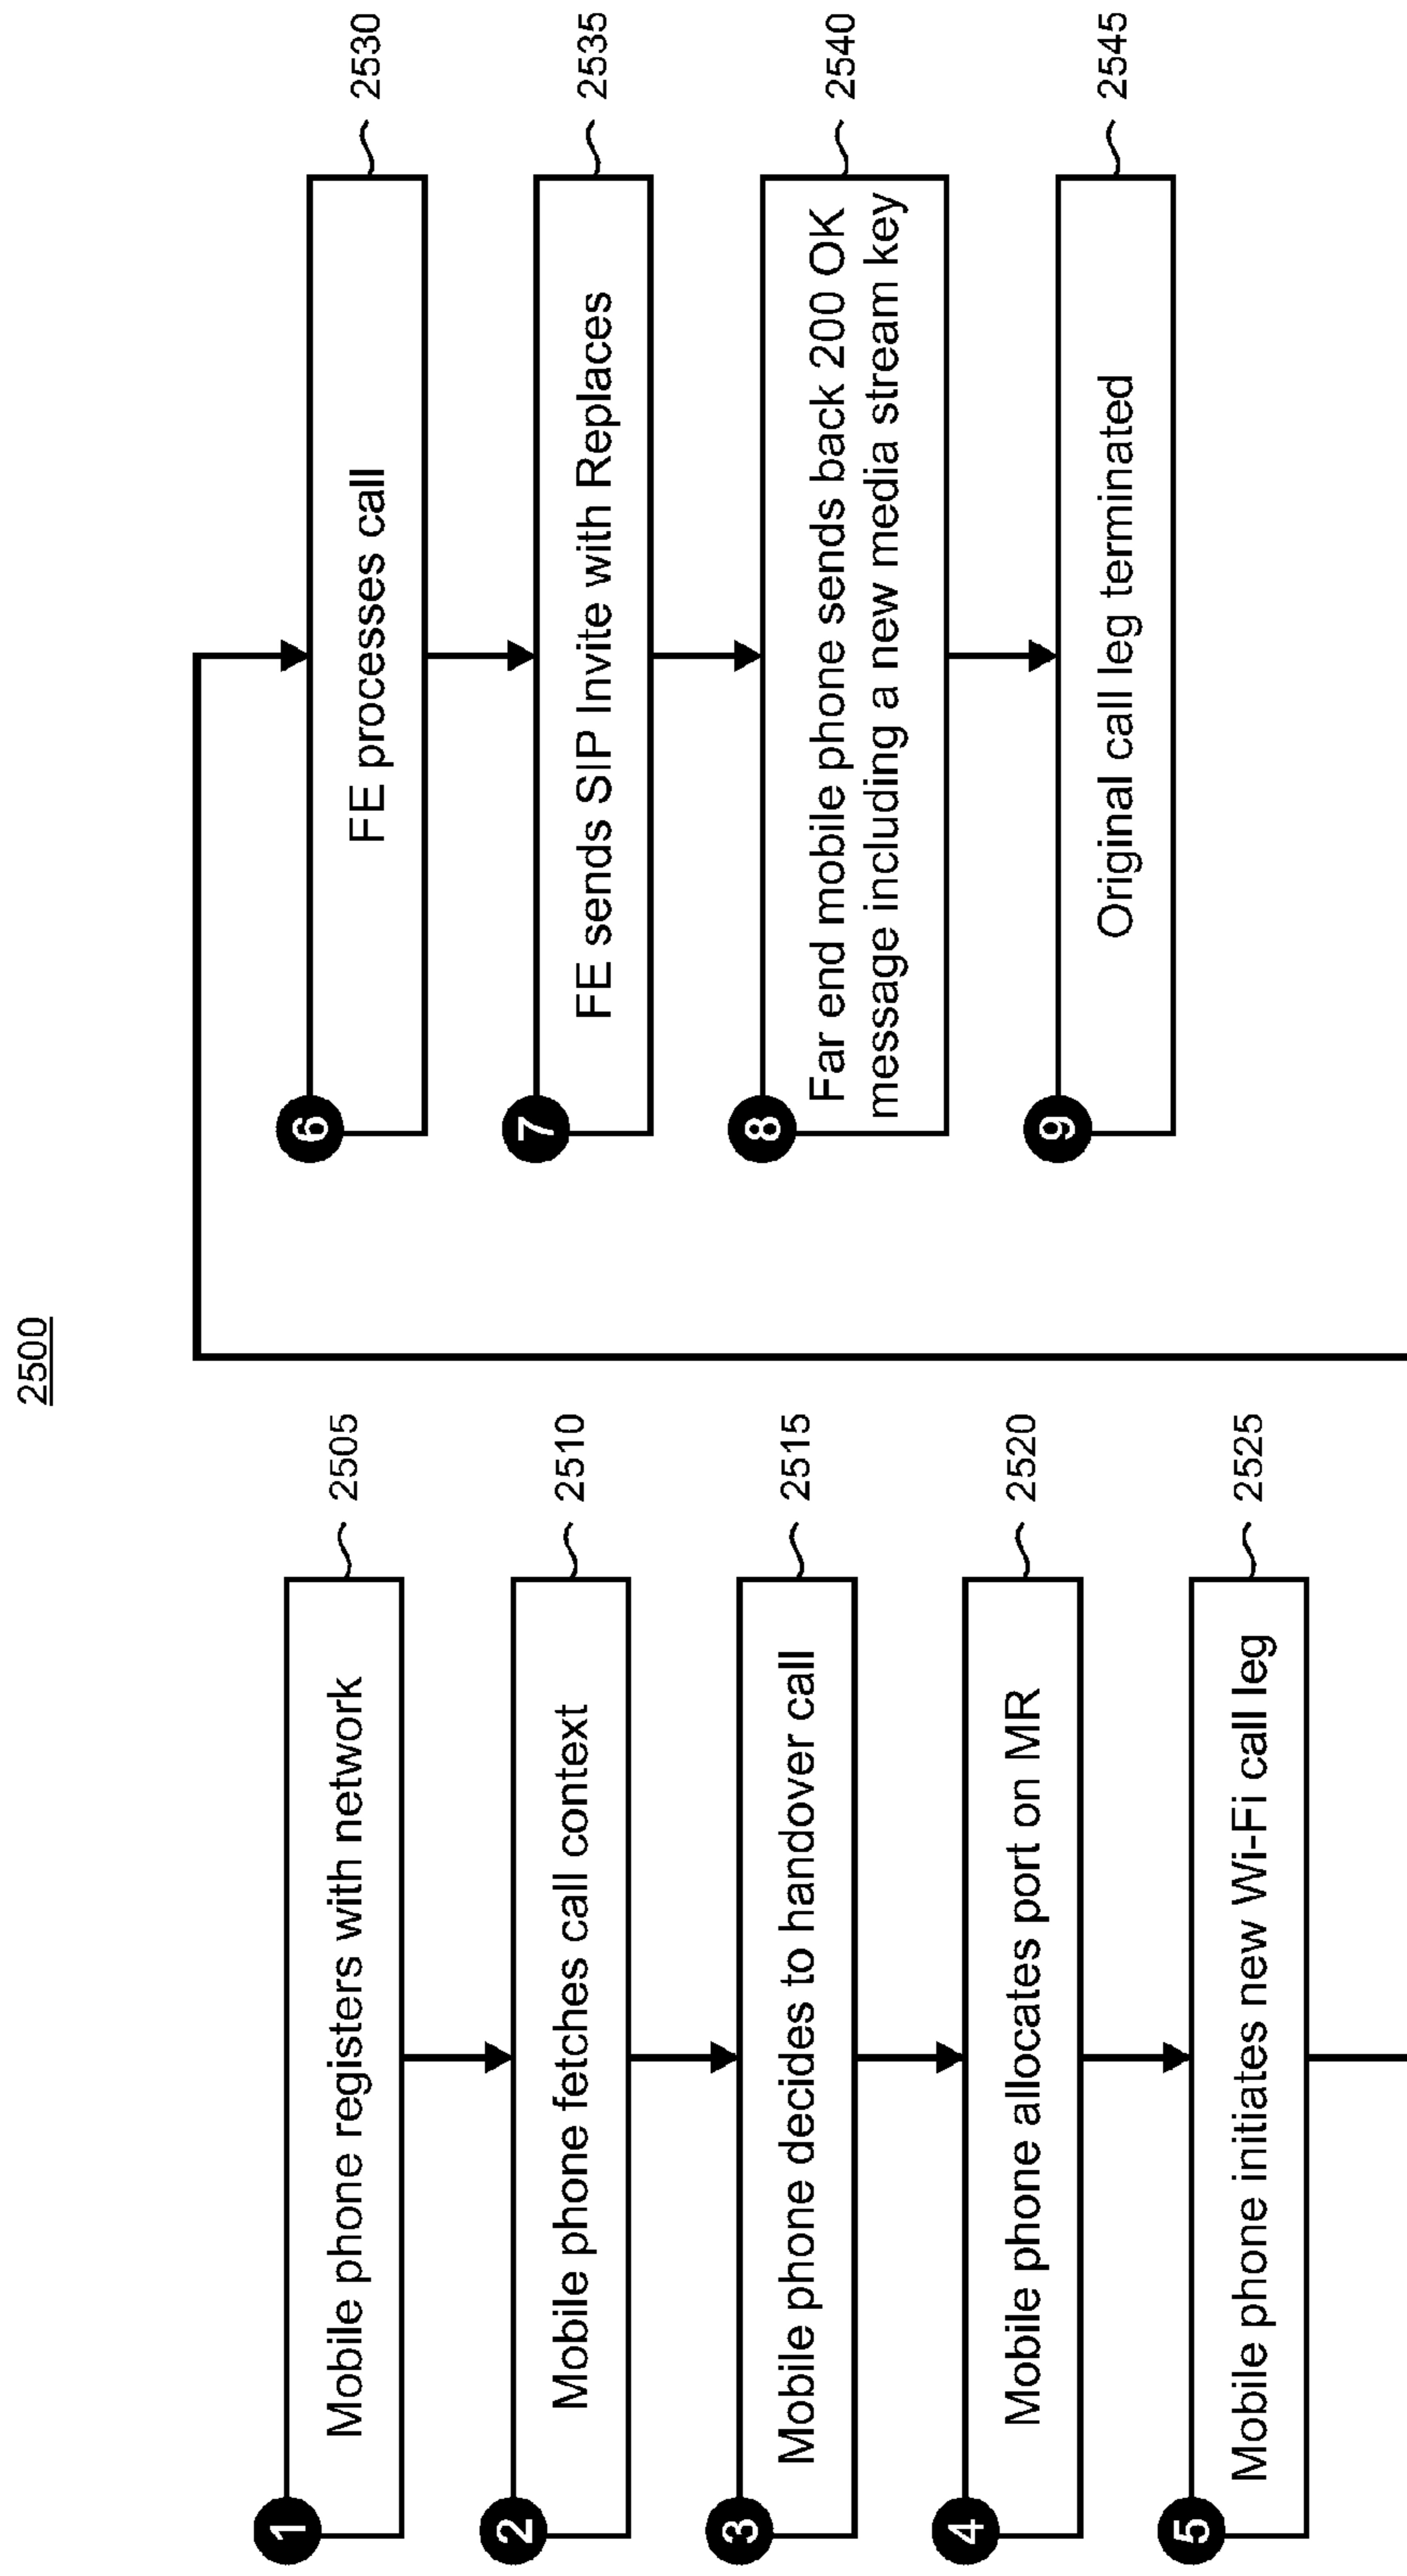 2500
1
Mobile phone registers with network
2505
2
Mobile phone fetches call context
2510
3
Mobile phone decides to handover call
2515
4
Mobile phone allocates port on MR
2520
5
Mobile phone initiates new Wi-Fi call leg
2525
6
FE processes call
2530
7
FE sends SIP Invite with Replaces
2535
8
Far end mobile phone sends back 200 OK
message including a new media stream key
2540
9
Original call leg terminated
2545